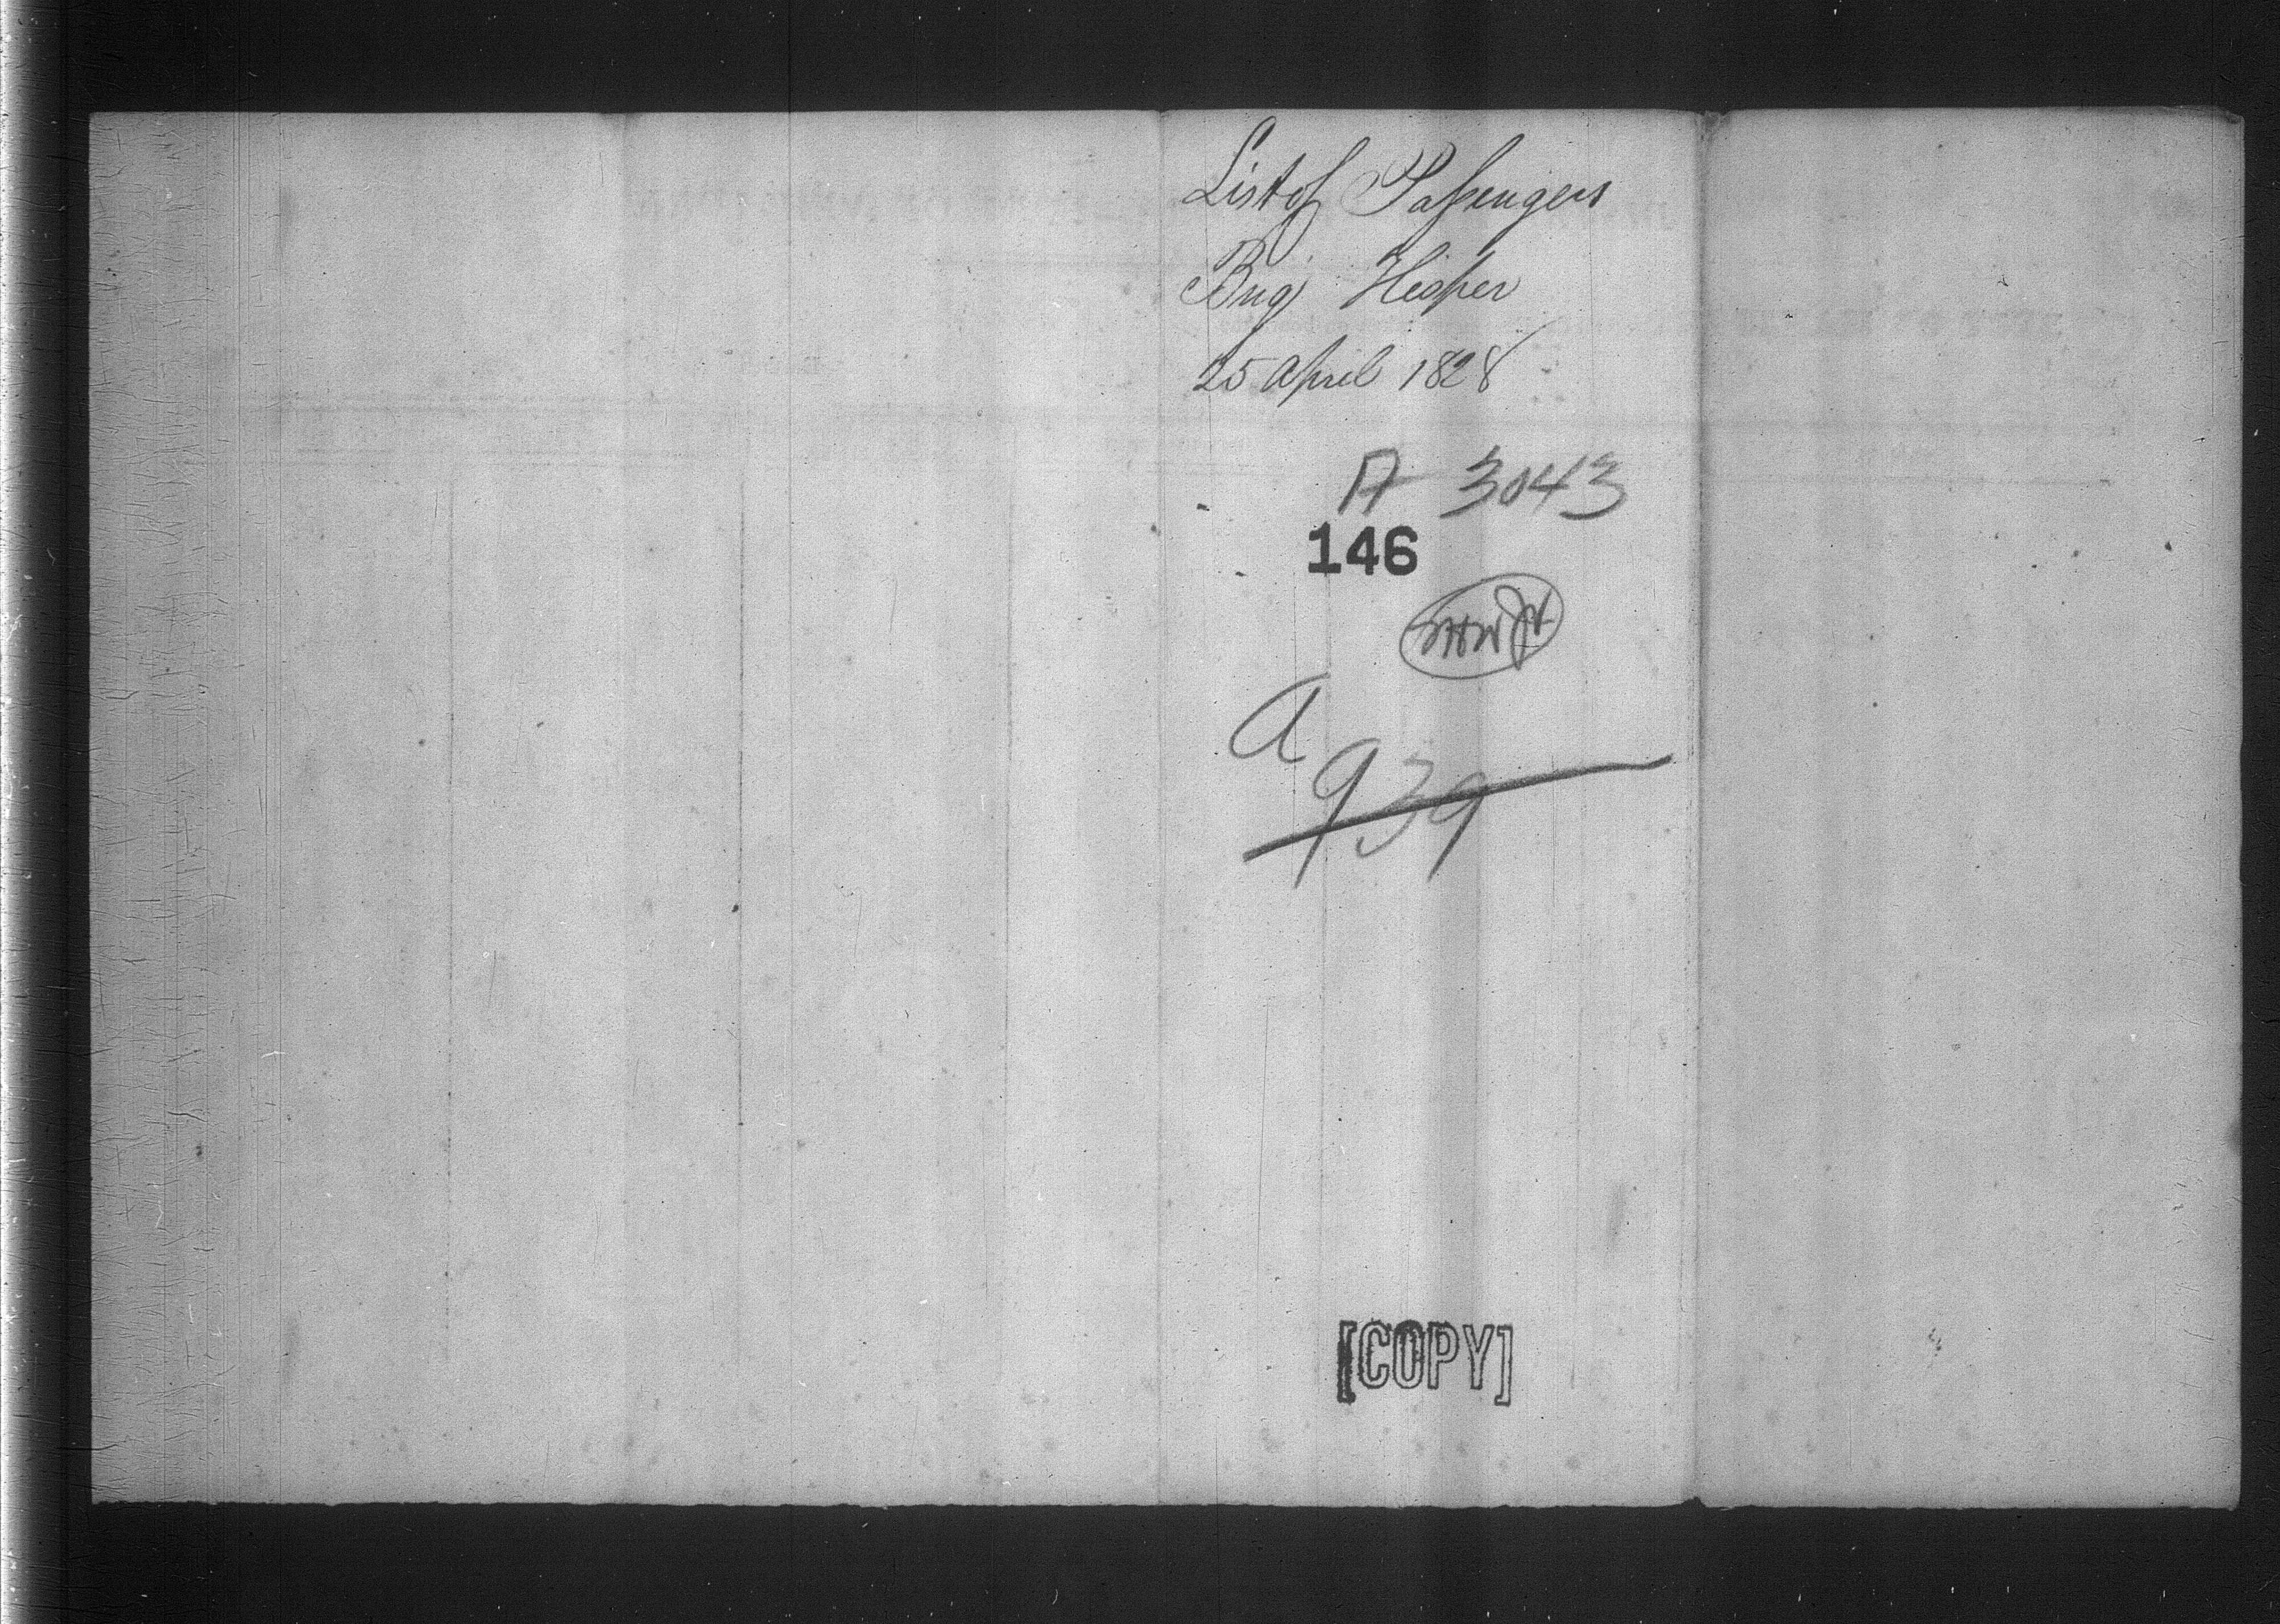 List of Passengers
Brig Hesper
25 April 1828
A 3043
146
A
939
[COPY]